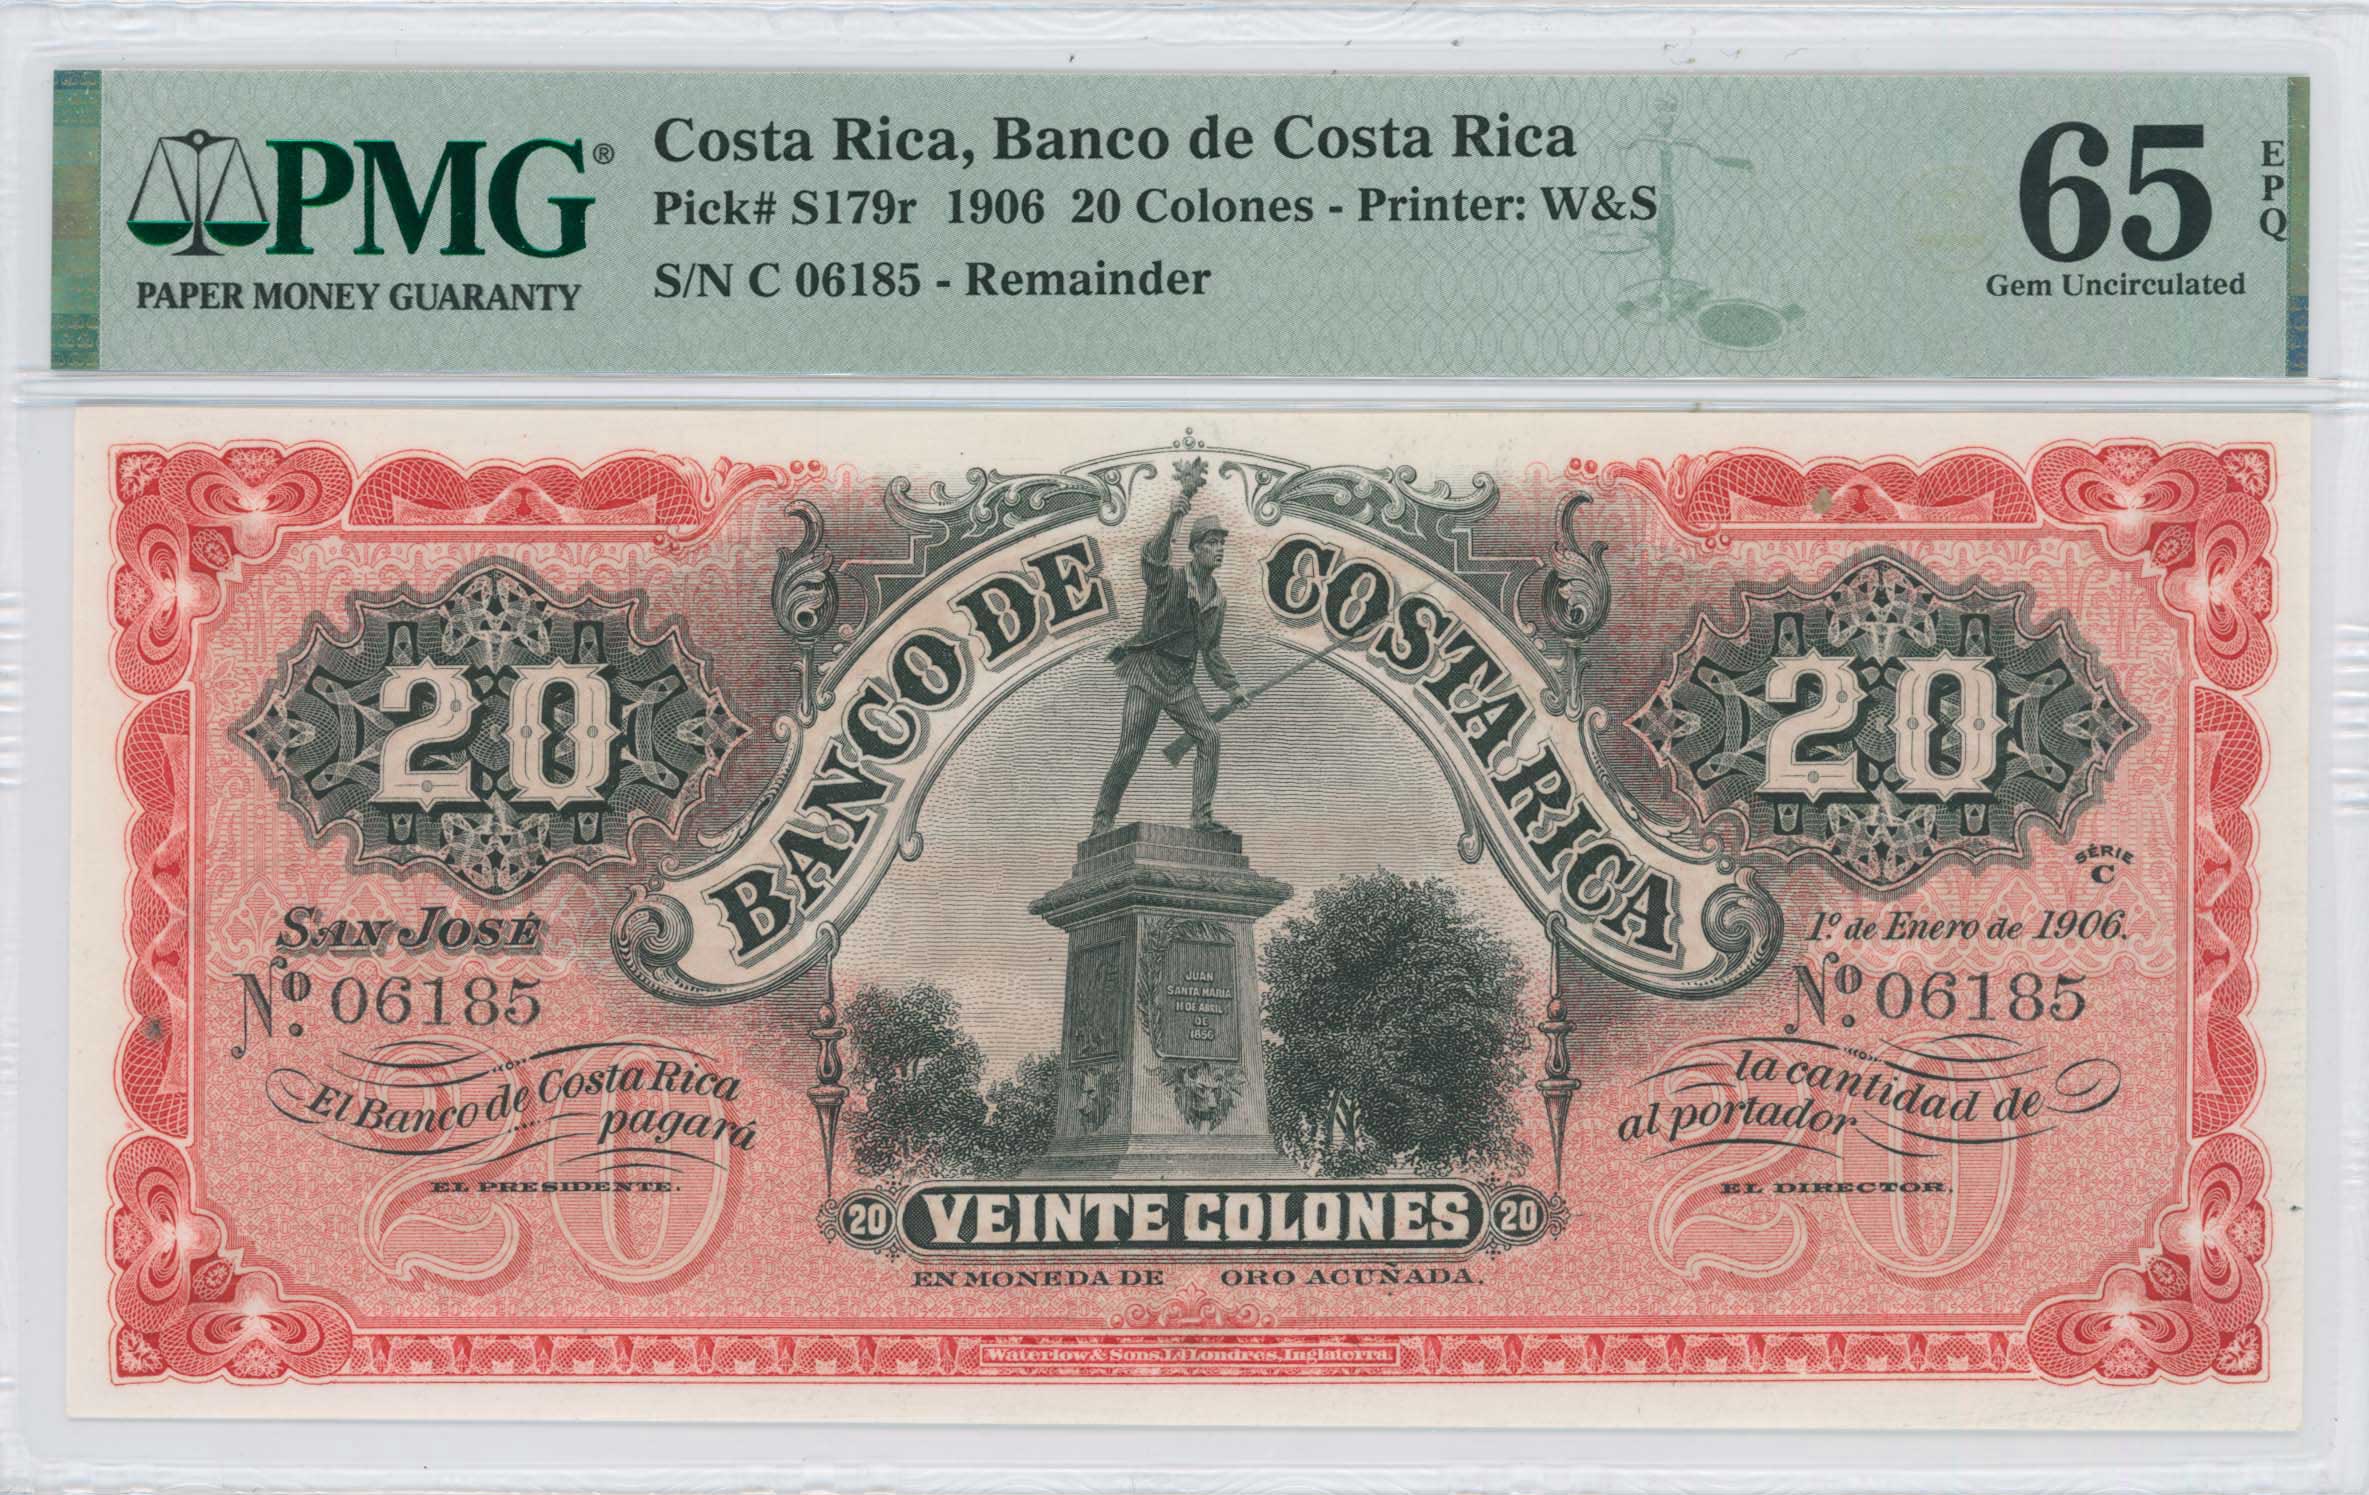 PMG®
PAPER MONEY GUARANTY
Costa Rica, Banco de Costa Rica
Pick# S179r 1906 20 Colones - Printer: W&S
S/N C 06185 - Remainder
65
EPQ
Gem Uncirculated
BANCO DE COSTA RICA
20
20
SÉRIE
C
SAN JOSÉ
1º. de Enero de 1906.
Nº. 06185
Nº. 06185
JUAN
SANTA MARIA
11 DE ABRIL
DE
1856
El Banco de Costa Rica
pagará
la cantidad de
al portador
20
20
EL PRESIDENTE.
EL DIRECTOR.
20 VEINTE COLONES 20
EN MONEDA DE ORO ACUÑADA.
Waterlow & Sons, Ld. Londres, Inglaterra.